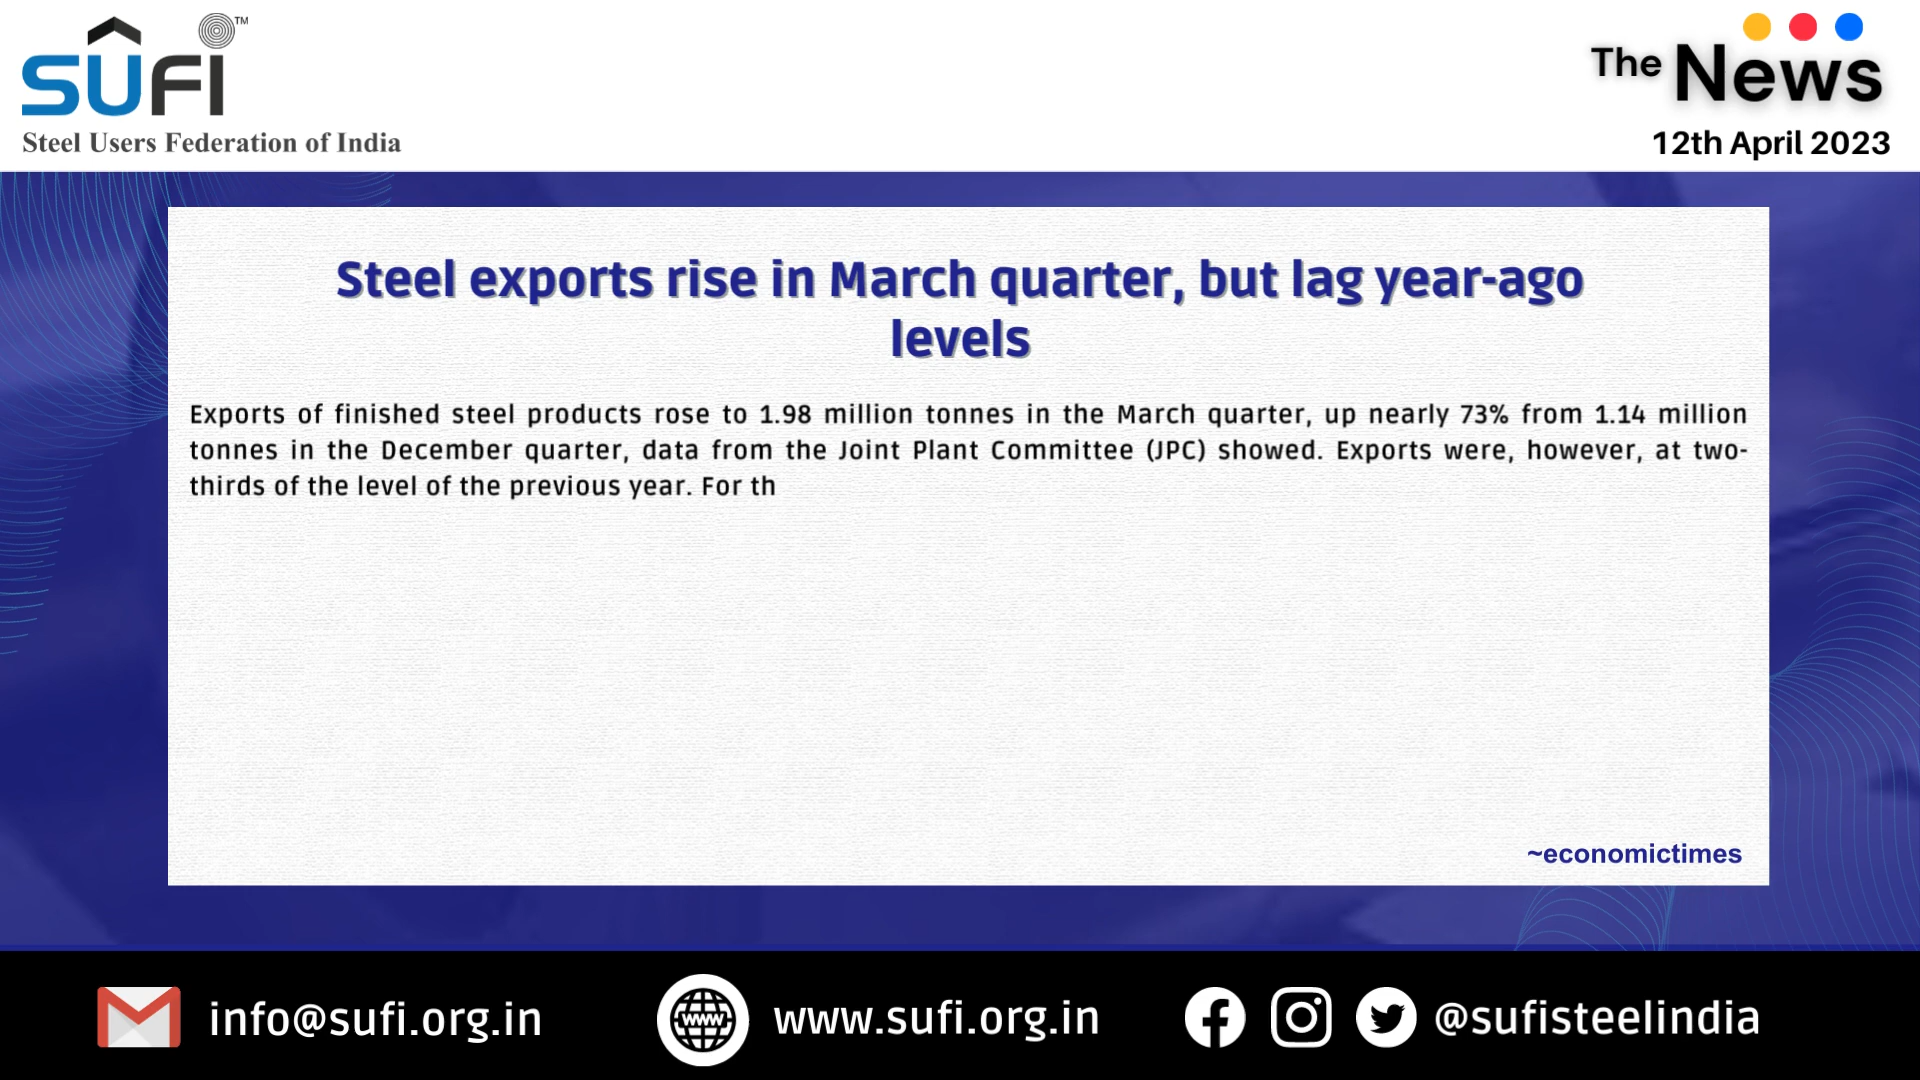 SUFI™
Steel Users Federation of India
The News
12th April 2023
Steel exports rise in March quarter, but lag year-ago
levels
Exports of finished steel products rose to 1.98 million tonnes in the March quarter, up nearly 73% from 1.14 million
tonnes in the December quarter, data from the Joint Plant Committee (JPC) showed. Exports were, however, at two-
thirds of the level of the previous year. For th
~economictimes
info@sufi.org.in
www
www.sufi.org.in
@sufisteelindia